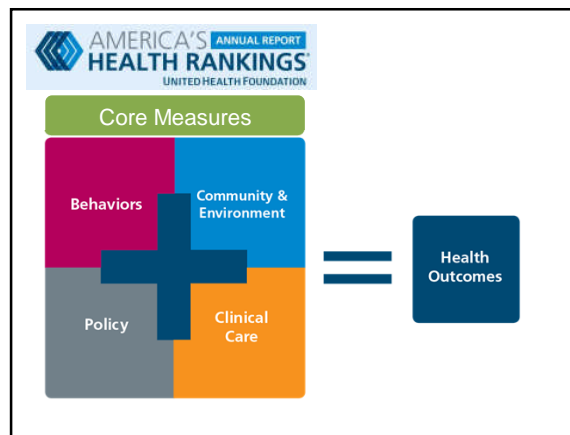 AMERICA'S ANNUAL REPORT
HEALTH RANKINGS®
UNITED HEALTH FOUNDATION
Core Measures
Behaviors
Community &
Environment
Policy
Clinical
Care
Health
Outcomes